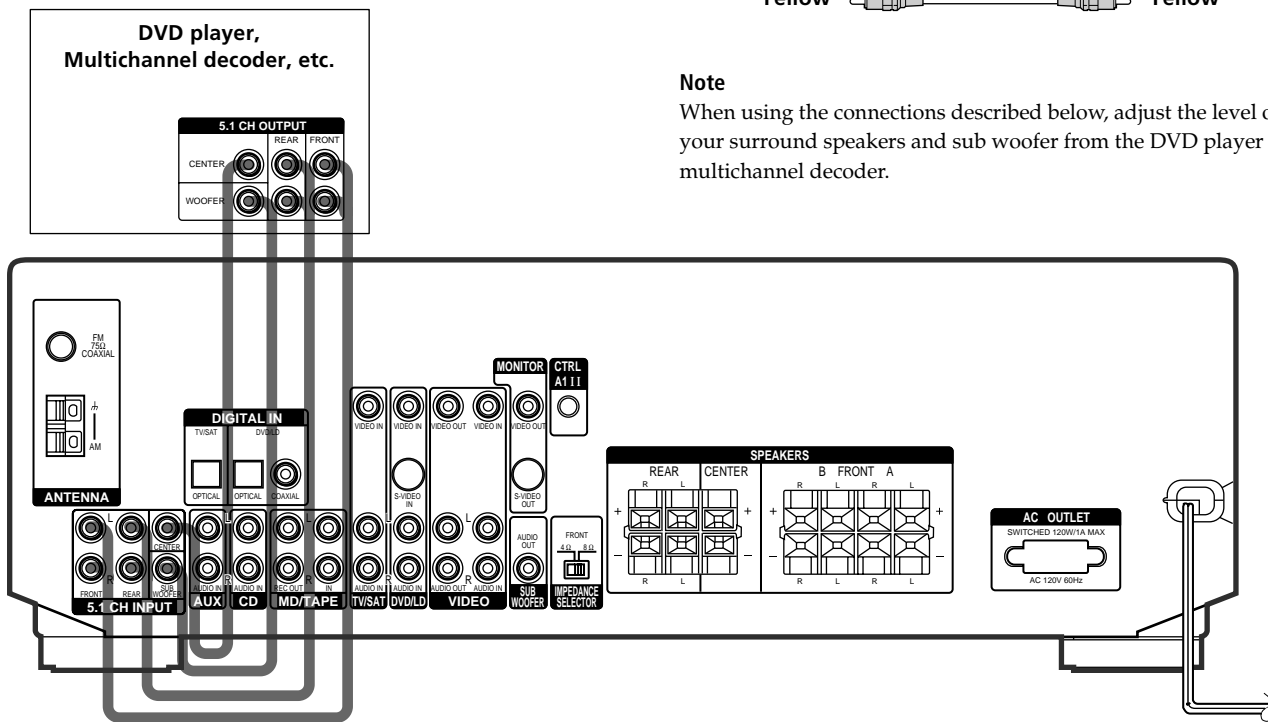 Yellow
Yellow
DVD player,
Multichannel decoder, etc.
Note
When using the connections described below, adjust the level
your surround speakers and sub woofer from the DVD player
multichannel decoder.
5.1 CH OUTPUT
REAR FRONT
CENTER
WOOFER
FM
75Ω
COAXIAL
AM
ANTENNA
MONITOR
CTRL
A1 II
DIGITAL IN
TV/SAT DVD/LD
OPTICAL OPTICAL COAXIAL
VIDEO IN VIDEO IN VIDEO OUT VIDEO IN VIDEO OUT
S-VIDEO
IN
S-VIDEO
OUT
SPEAKERS
REAR CENTER B FRONT A
R L R L R L
+ + + +
– – – –
R L R L R L
AC OUTLET
SWITCHED 120W/1A MAX
AC 120V 60Hz
L L L L L
CENTER
AUDIO
OUT
FRONT
4 Ω 8 Ω
R R R R R
FRONT REAR SUB
WOOFER
AUDIO IN AUDIO IN REC OUT IN AUDIO IN AUDIO IN AUDIO OUT AUDIO IN
5.1 CH INPUT AUX CD MD/TAPE TV/SAT DVD/LD VIDEO
SUB
WOOFER
IMPEDANCE
SELECTOR